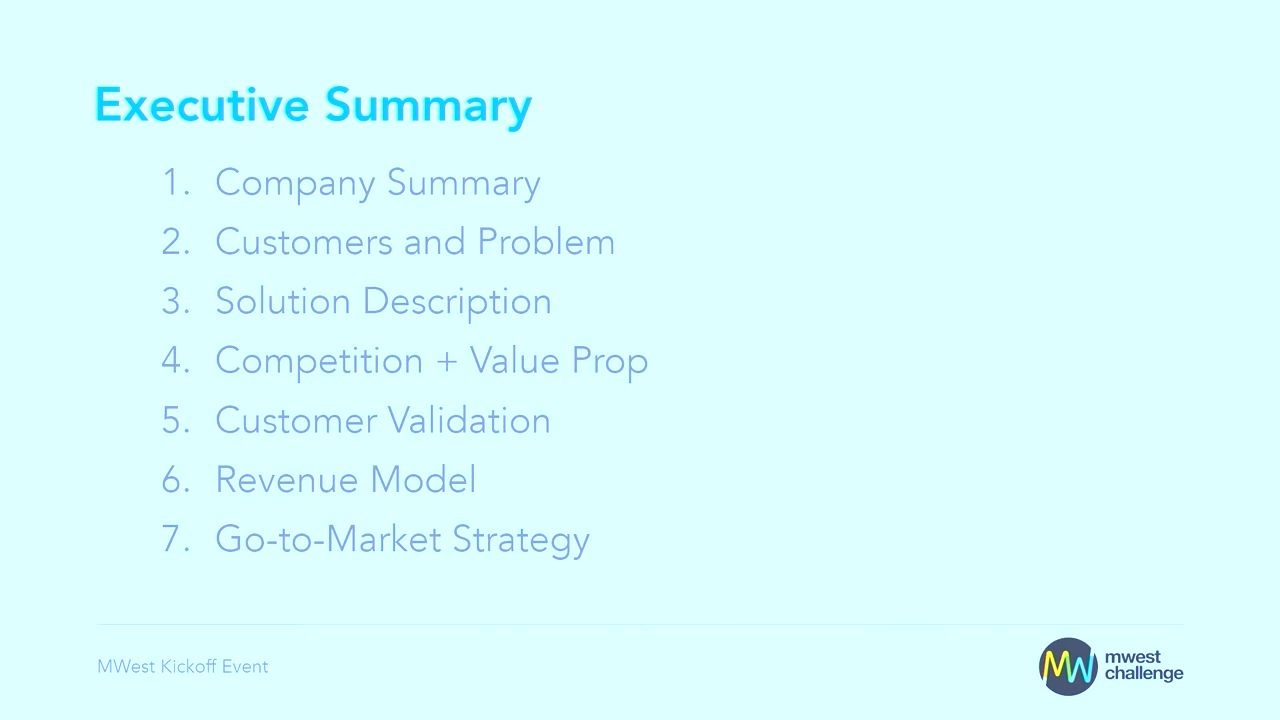 Executive Summary
1. Company Summary
2. Customers and Problem
3. Solution Description
4. Competition + Value Prop
5. Customer Validation
6. Revenue Model
7. Go-to-Market Strategy
MWest Kickoff Event
MW
mwest
challenge